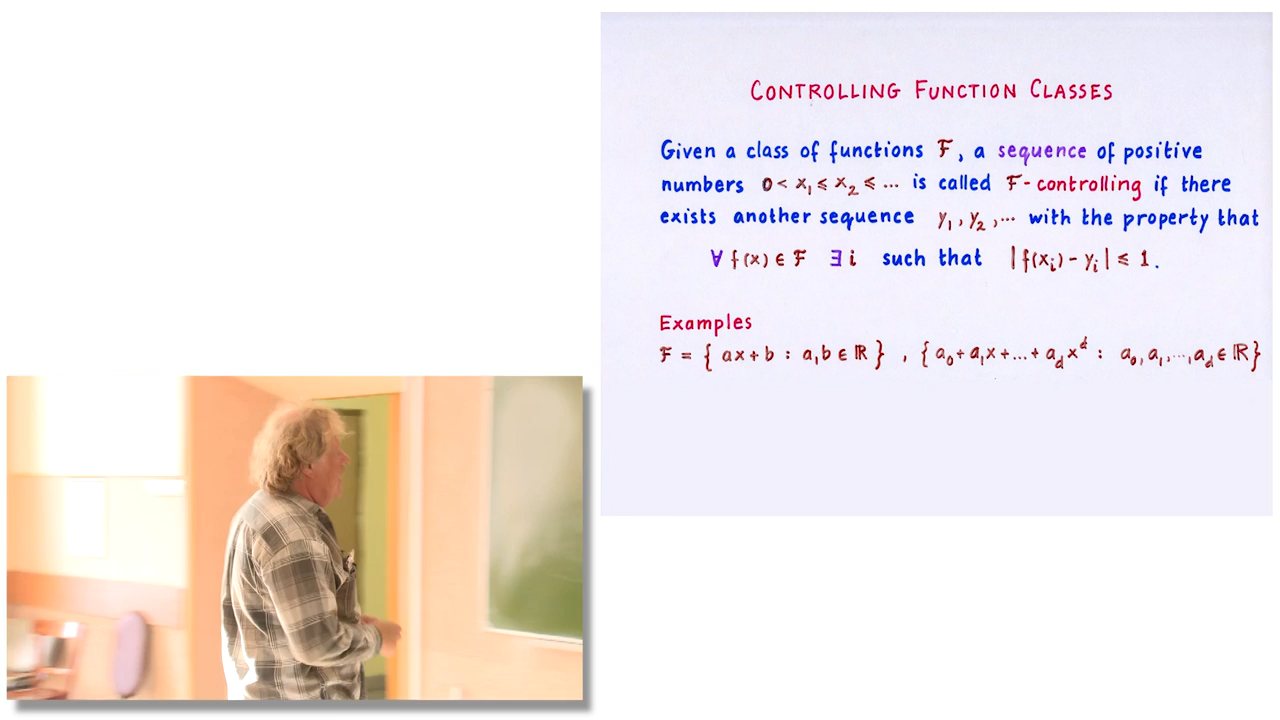 CONTROLLING FUNCTION CLASSES
Given a class of functions F, a sequence of positive
numbers 0 < x₁ ≤ x₂ ≤ ... is called F-controlling if there
exists another sequence y₁, y₂, ... with the property that
∀ f(x) ∈ F ∃ i such that |f(xᵢ) - yᵢ| ≤ 1.
Examples
F = { ax + b : a, b ∈ ℝ } , { a₀ + a₁x + ... + a_d x^d : a₀, a₁, ..., a_d ∈ ℝ }